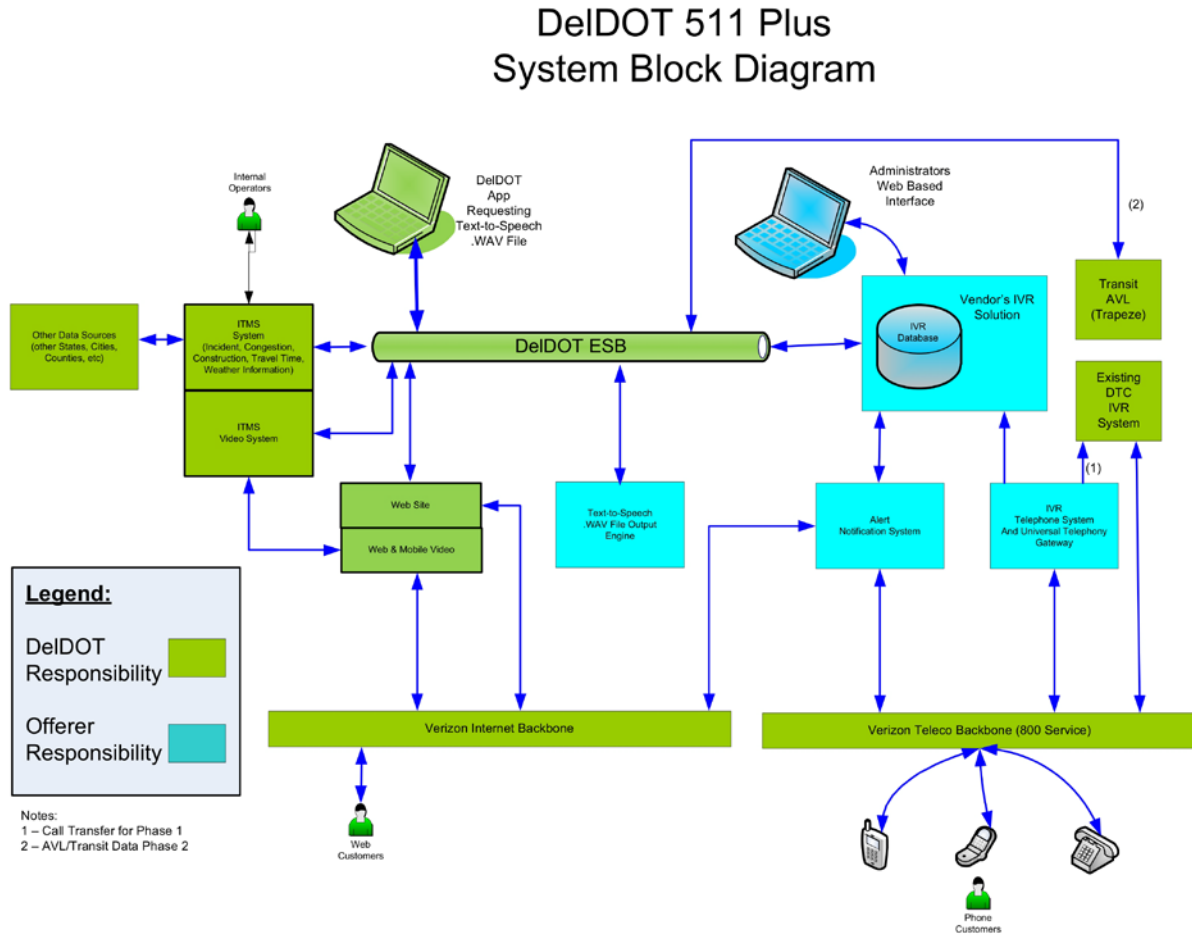 DelDOT 511 Plus
System Block Diagram
Internal
Operators
DelDOT
App
Requesting
Text-to-Speech
.WAV File
Administrators
Web Based
Interface
(2)
Other Data Sources
(other States, Cities,
Counties, etc)
ITMS
System
(Incident, Congestion,
Construction, Travel Time,
Weather Information)
DelDOT ESB
Vendor's IVR
Solution
IVR
Database
Transit
AVL
(Trapeze)
Existing
DTC
IVR
System
ITMS
Video System
(1)
Web Site
Web & Mobile Video
Text-to-Speech
.WAV File Output
Engine
Alert
Notification System
IVR
Telephone System
And Universal Telephony
Gateway
Legend:
DelDOT
Responsibility
Offerer
Responsibility
Verizon Internet Backbone
Verizon Teleco Backbone (800 Service)
Notes:
1 – Call Transfer for Phase 1
2 – AVL/Transit Data Phase 2
Web
Customers
Phone
Customers